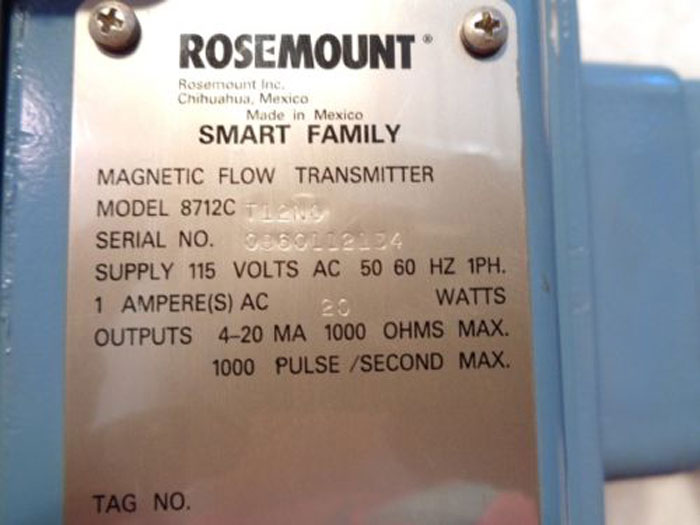 ROSEMOUNT®
Rosemount Inc.
Chihuahua, Mexico
Made in Mexico
SMART FAMILY
MAGNETIC FLOW TRANSMITTER
MODEL 8712C T12N0
SERIAL NO. 0860112134
SUPPLY 115 VOLTS AC 50 60 HZ 1PH.
1 AMPERE(S) AC 20 WATTS
OUTPUTS 4-20 MA 1000 OHMS MAX.
1000 PULSE /SECOND MAX.
TAG NO.